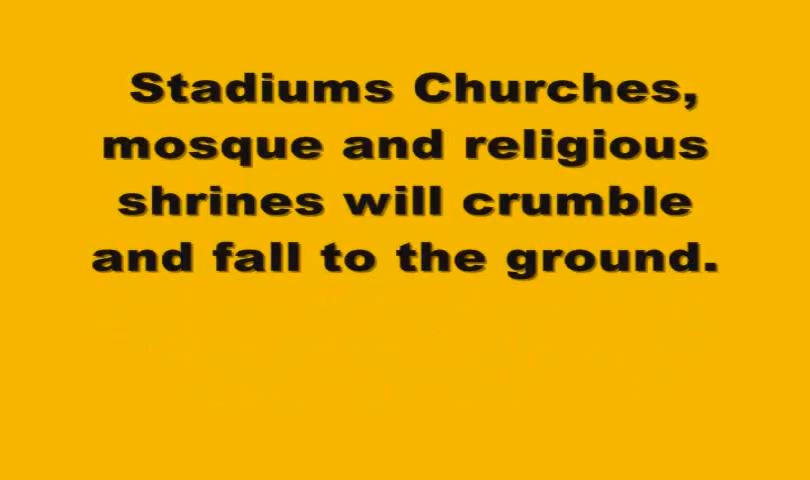 Stadiums Churches,
mosque and religious
shrines will crumble
and fall to the ground.